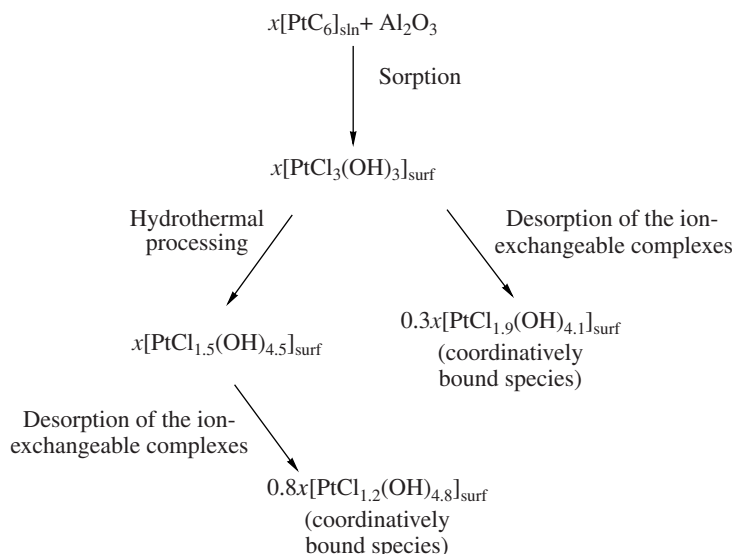 x[PtC₆]sln + Al₂O₃
Sorption
x[PtCl₃(OH)₃]surf
Hydrothermal
processing
Desorption of the ion-
exchangeable complexes
x[PtCl₁.₅(OH)₄.₅]surf
0.3x[PtCl₁.₉(OH)₄.₁]surf
(coordinatively
bound species)
Desorption of the ion-
exchangeable complexes
0.8x[PtCl₁.₂(OH)₄.₈]surf
(coordinatively
bound species)